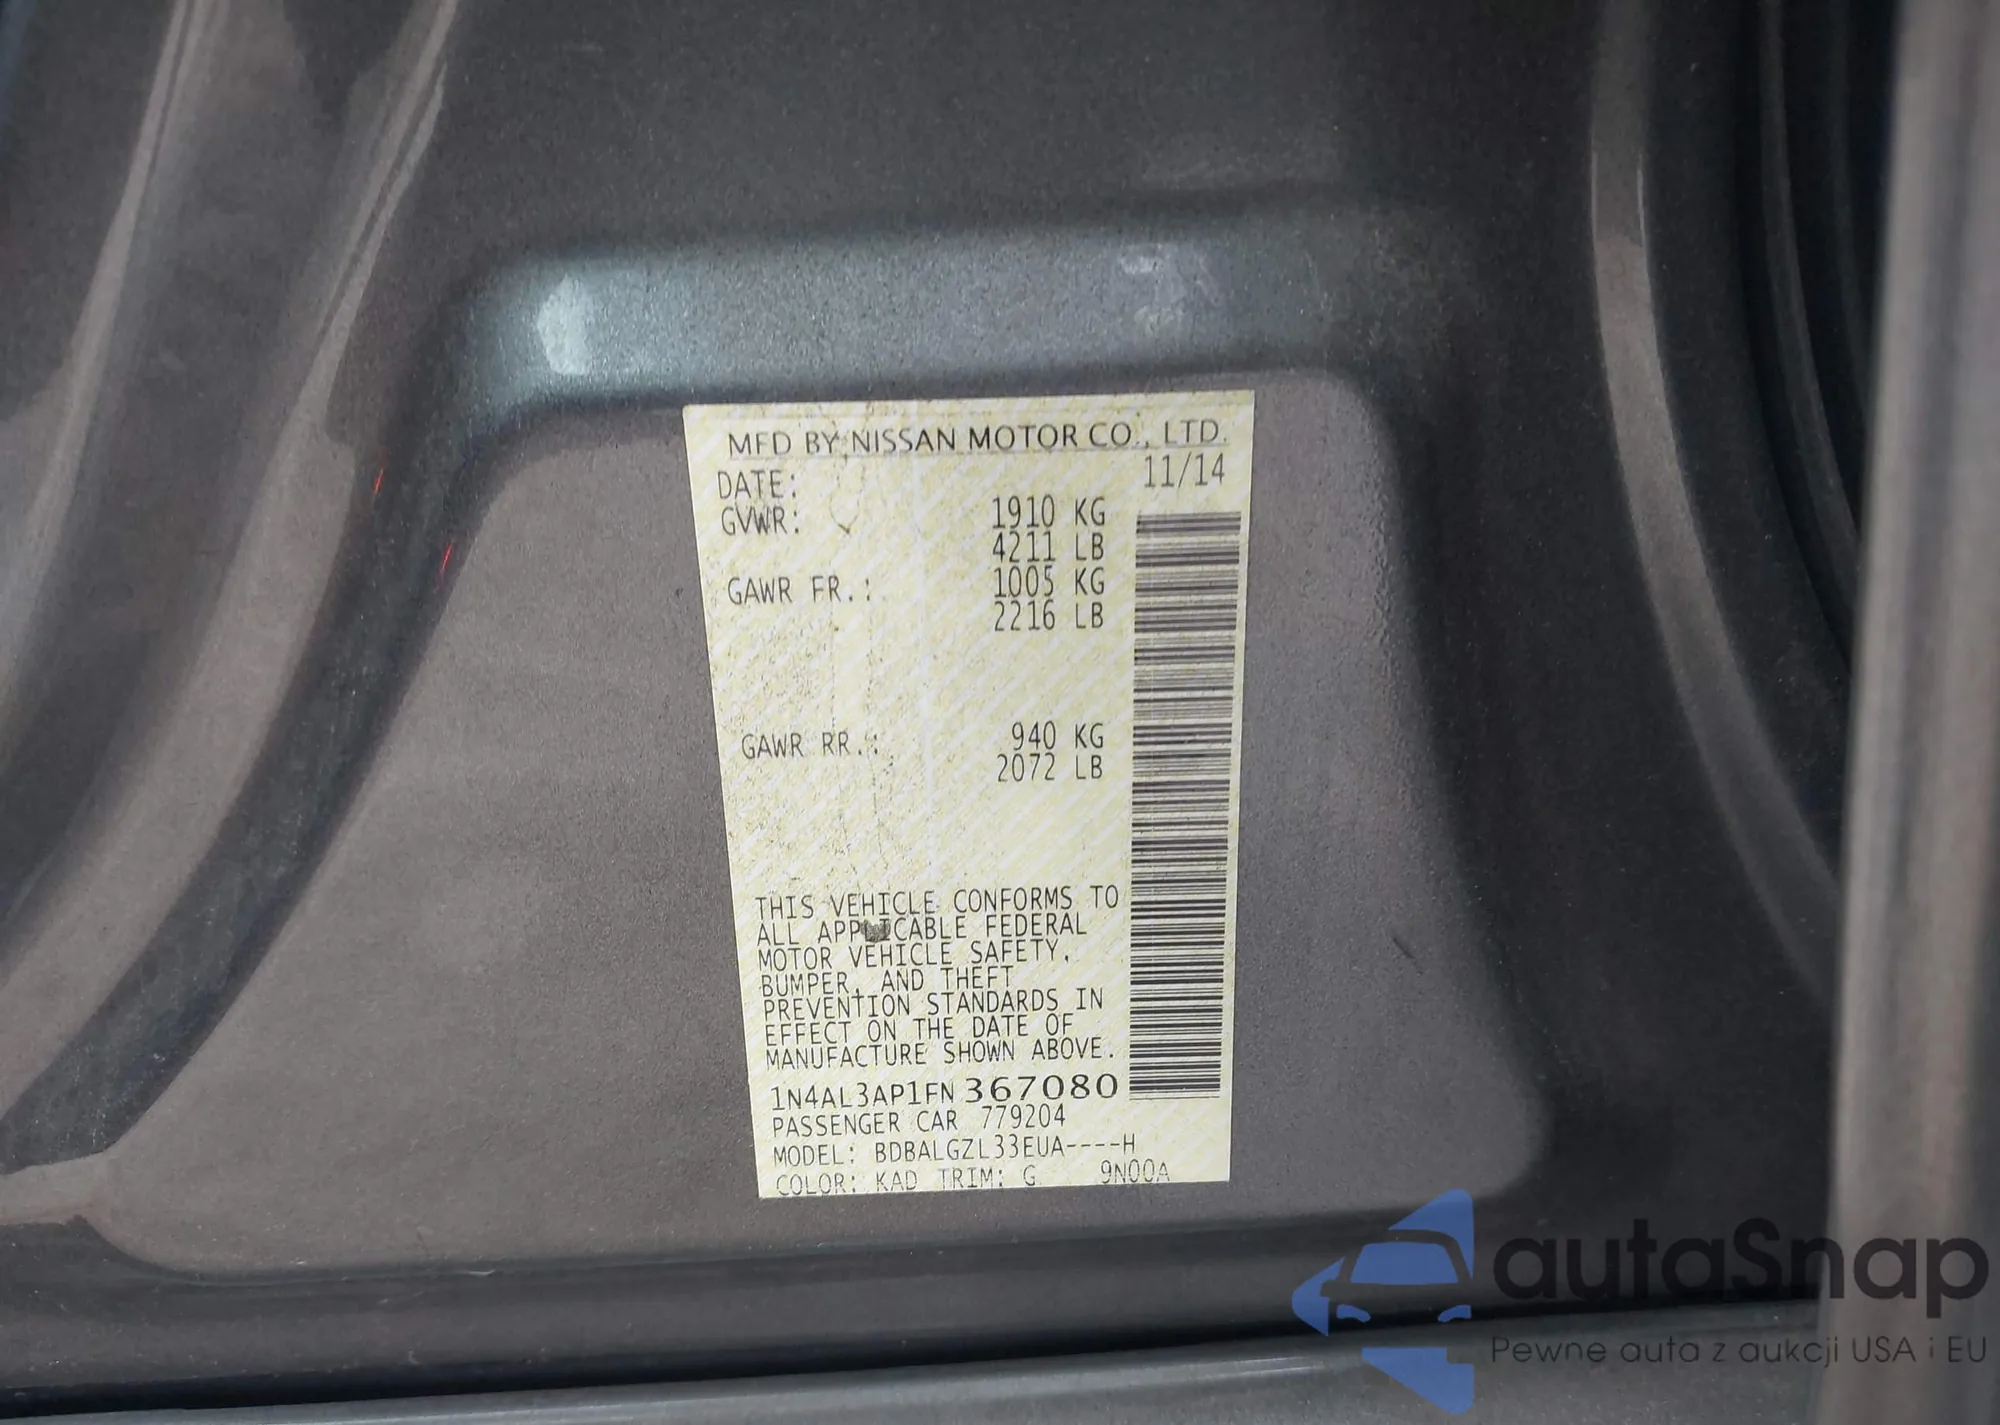 MFD BY NISSAN MOTOR CO., LTD.
DATE: 11/14
GVWR: 1910 KG
4211 LB
GAWR FR.: 1005 KG
2216 LB
GAWR RR.: 940 KG
2072 LB
THIS VEHICLE CONFORMS TO
ALL APPLICABLE FEDERAL
MOTOR VEHICLE SAFETY,
BUMPER, AND THEFT
PREVENTION STANDARDS IN
EFFECT ON THE DATE OF
MANUFACTURE SHOWN ABOVE.
1N4AL3AP1FN 367080
PASSENGER CAR 779204
MODEL: BDBALGZL33EUA----H
COLOR: KAD TRIM: G 9N00A
autaSnap
Pewne auta z aukcji USA i EU